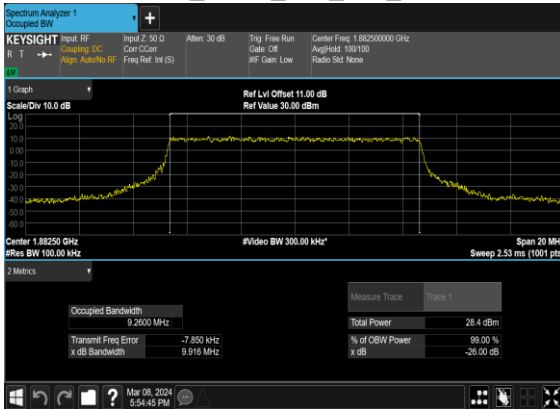 Spectrum Analyzer 1
Occupied BW
KEYSIGHT
R T
LW
Input: RF
Coupling: DC
Align: Auto/No RF
Input Z: 50 Ω
Corr CCorr
Freq Ref: Int (S)
Atten: 30 dB
Trig: Free Run
Gate: Off
#IF Gain: Low
Center Freq: 1.882500000 GHz
Avg|Hold: 100/100
Radio Std: None
1 Graph
Scale/Div 10.0 dB
Ref Lvl Offset 11.00 dB
Ref Value 30.00 dBm
Log
20.0
10.0
0.00
-10.0
-20.0
-30.0
-40.0
-50.0
-60.0
Center 1.88250 GHz
#Res BW 100.00 kHz
#Video BW 300.00 kHz*
Span 20 MH
Sweep 2.53 ms (1001 pts
2 Metrics
Measure Trace Trace 1
Occupied Bandwidth
9.2600 MHz
Total Power 28.4 dBm
Transmit Freq Error -7.850 kHz
% of OBW Power 99.00 %
x dB Bandwidth 9.916 MHz
x dB -26.00 dB
?
Mar 08, 2024
5:54:45 PM